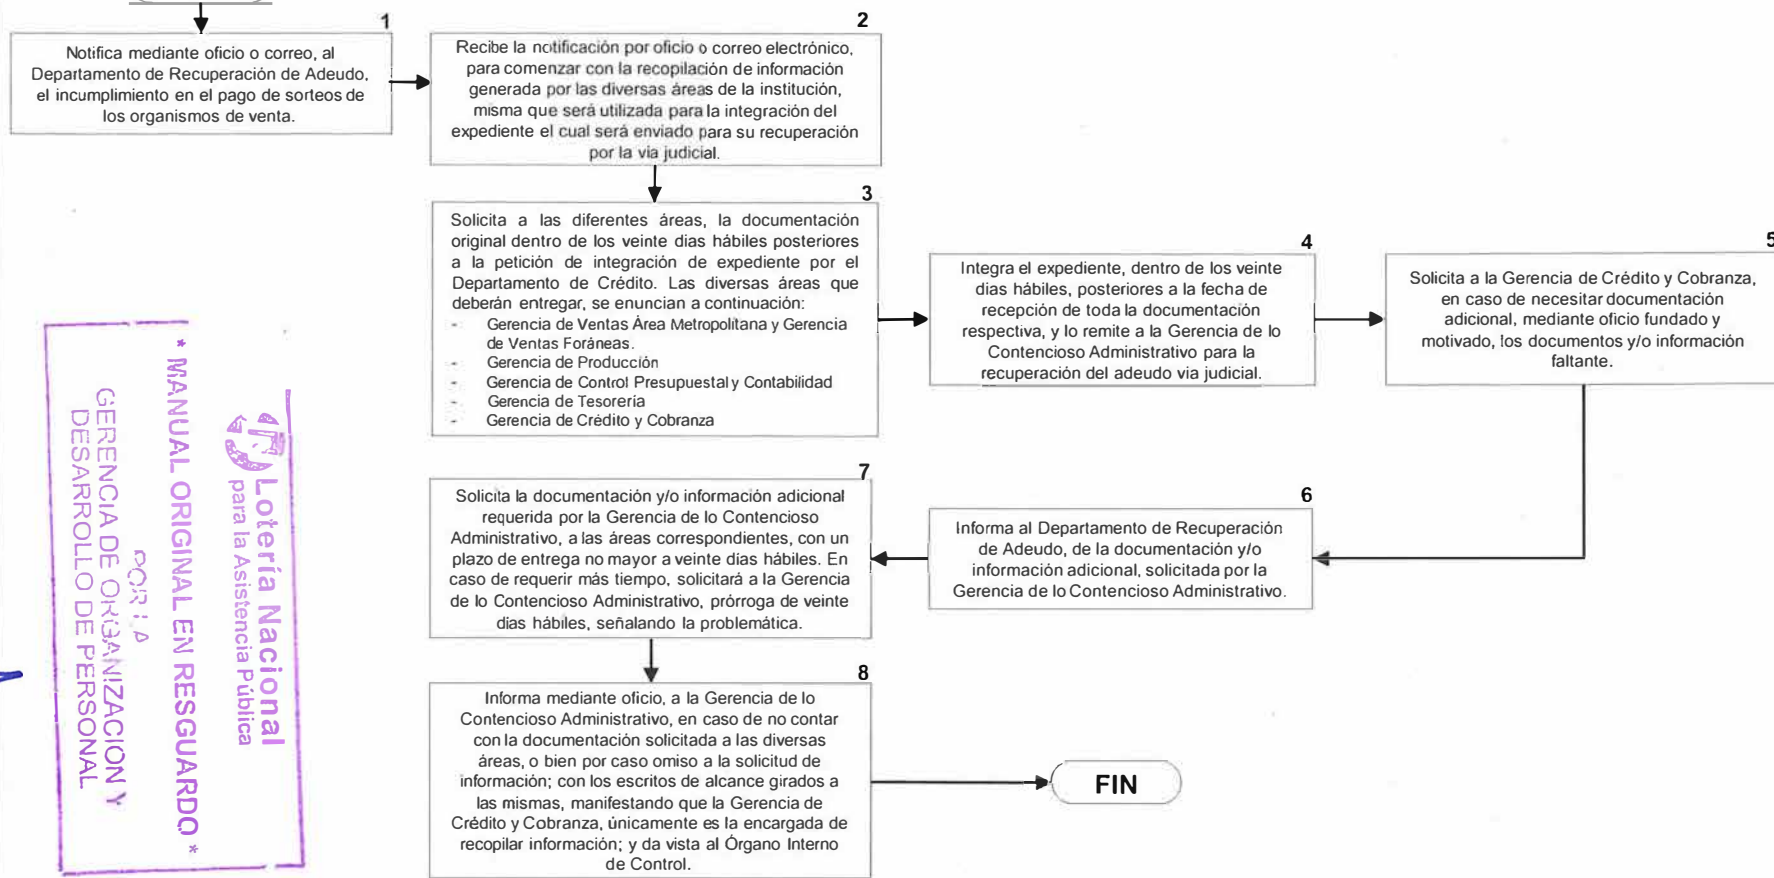 1
Notifica mediante oficio o correo, al
Departamento de Recuperación de Adeudo,
el incumplimiento en el pago de sorteos de
los organismos de venta.
2
Recibe la notificación por oficio o correo electrónico,
para comenzar con la recopilación de información
generada por las diversas áreas de la institución,
misma que será utilizada para la integración del
expediente el cual será enviado para su recuperación
por la via judicial.
3
Solicita a las diferentes áreas, la documentación
original dentro de los veinte dias hábiles posteriores
a la petición de integración de expediente por el
Departamento de Crédito. Las diversas áreas que
deberán entregar, se enuncian a continuación:
- Gerencia de Ventas Área Metropolitana y Gerencia
de Ventas Foráneas.
- Gerencia de Producción
- Gerencia de Control Presupuestal y Contabilidad
- Gerencia de Tesorería
- Gerencia de Crédito y Cobranza
4
Integra el expediente, dentro de los veinte
dias hábiles, posteriores a la fecha de
recepción de toda la documentación
respectiva, y lo remite a la Gerencia de lo
Contencioso Administrativo para la
recuperación del adeudo via judicial.
5
Solicita a la Gerencia de Crédito y Cobranza,
en caso de necesitar documentación
adicional, mediante oficio fundado y
motivado, los documentos y/o información
faltante.
6
Informa al Departamento de Recuperación
de Adeudo, de la documentación y/o
información adicional, solicitada por la
Gerencia de lo Contencioso Administrativo.
7
Solicita la documentación y/o información adicional
requerida por la Gerencia de lo Contencioso
Administrativo, a las áreas correspondientes, con un
plazo de entrega no mayor a veinte días hábiles. En
caso de requerir más tiempo, solicitará a la Gerencia
de lo Contencioso Administrativo, prórroga de veinte
días hábiles, señalando la problemática.
8
Informa mediante oficio, a la Gerencia de lo
Contencioso Administrativo, en caso de no contar
con la documentación solicitada a las diversas
áreas, o bien por caso omiso a la solicitud de
información; con los escritos de alcance girados a
las mismas, manifestando que la Gerencia de
Crédito y Cobranza, únicamente es la encargada de
recopilar información; y da vista al Órgano Interno
de Control.
FIN
Lotería Nacional
para la Asistencia Pública
* MANUAL ORIGINAL EN RESGUARDO *
POR LA
GERENCIA DE ORGANIZACION Y
DESARROLLO DE PERSONAL